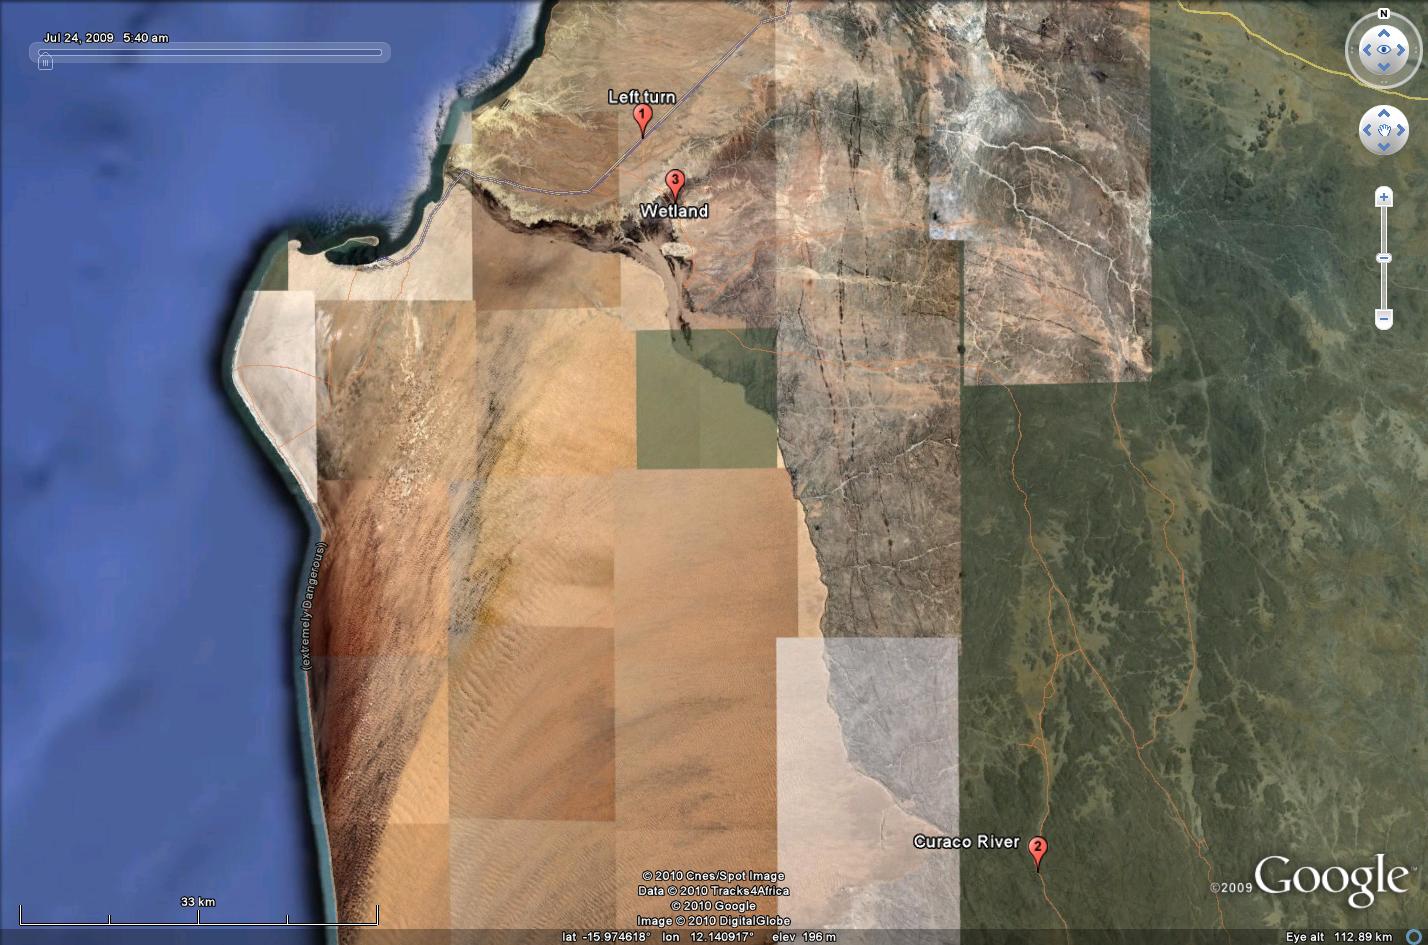 Jul 24, 2009 5:40 am
N
Left turn
1
3
Wetland
(extremely Dangerous)
Curaco River
2
33 km
© 2010 Cnes/Spot Image
Data © 2010 Tracks4Africa
© 2010 Google
Image © 2010 DigitalGlobe
©2009 Google™
lat -15.974618° lon 12.140917° elev 196 m
Eye alt 112.89 km